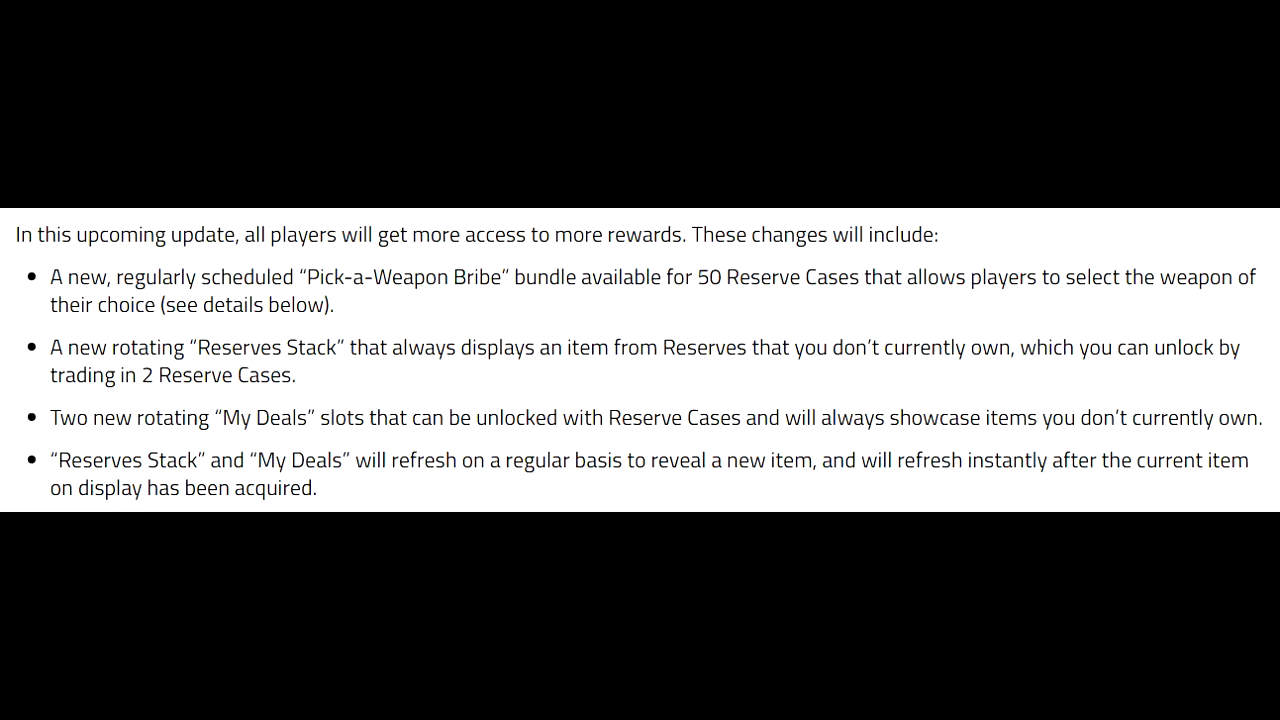 In this upcoming update, all players will get more access to more rewards. These changes will include:
• A new, regularly scheduled “Pick-a-Weapon Bribe” bundle available for 50 Reserve Cases that allows players to select the weapon of
their choice (see details below).
• A new rotating “Reserves Stack” that always displays an item from Reserves that you don’t currently own, which you can unlock by
trading in 2 Reserve Cases.
• Two new rotating “My Deals” slots that can be unlocked with Reserve Cases and will always showcase items you don’t currently own.
• “Reserves Stack” and “My Deals” will refresh on a regular basis to reveal a new item, and will refresh instantly after the current item
on display has been acquired.